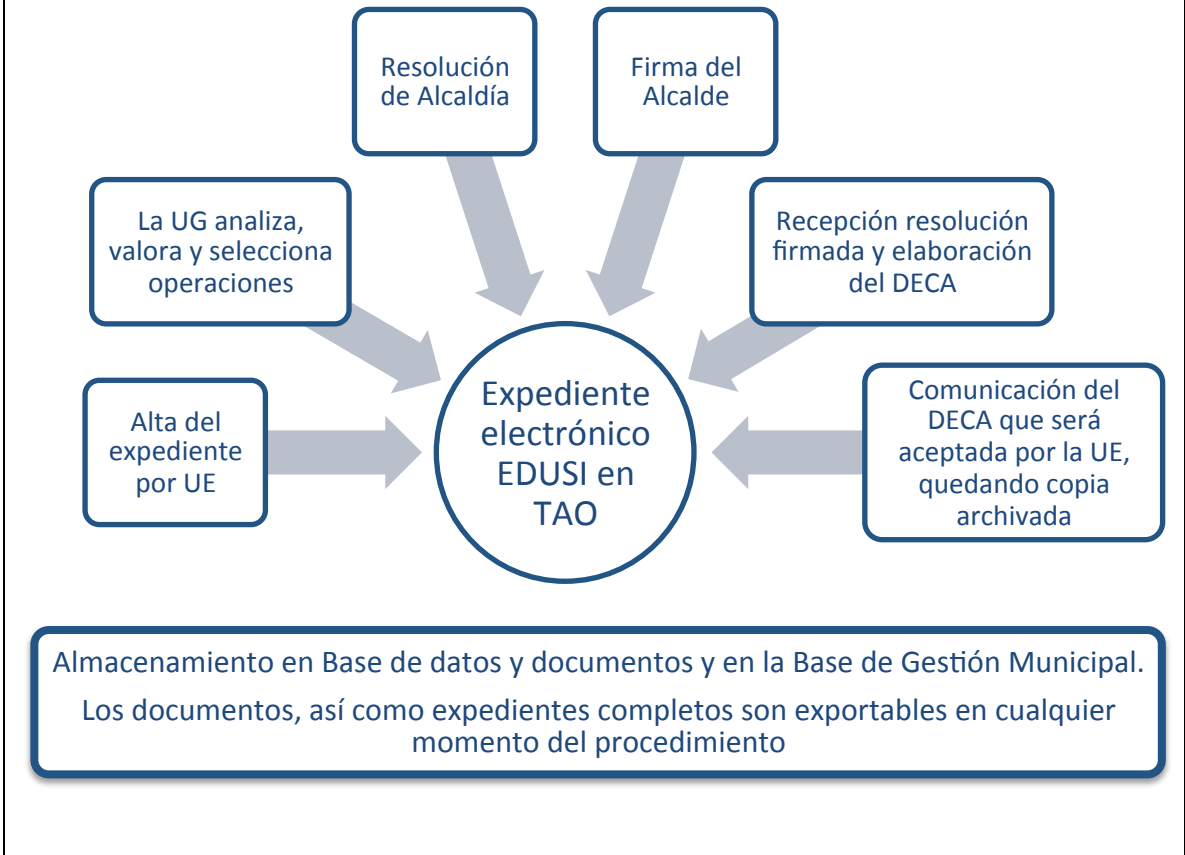 Resolución
de Alcaldía
Firma del
Alcalde
La UG analiza,
valora y selecciona
operaciones
Recepción resolución
firmada y elaboración
del DECA
Alta del
expediente
por UE
Expediente
electrónico
EDUSI en
TAO
Comunicación del
DECA que será
aceptada por la UE,
quedando copia
archivada
Almacenamiento en Base de datos y documentos y en la Base de Gestión Municipal.
Los documentos, así como expedientes completos son exportables en cualquier
momento del procedimiento